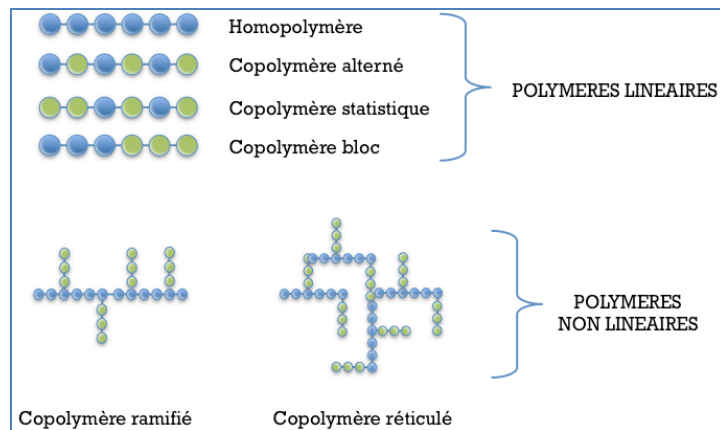 Homopolymère
Copolymère alterné
Copolymère statistique
Copolymère bloc
POLYMERES LINEAIRES
POLYMERES
NON LINEAIRES
Copolymère ramifié
Copolymère réticulé